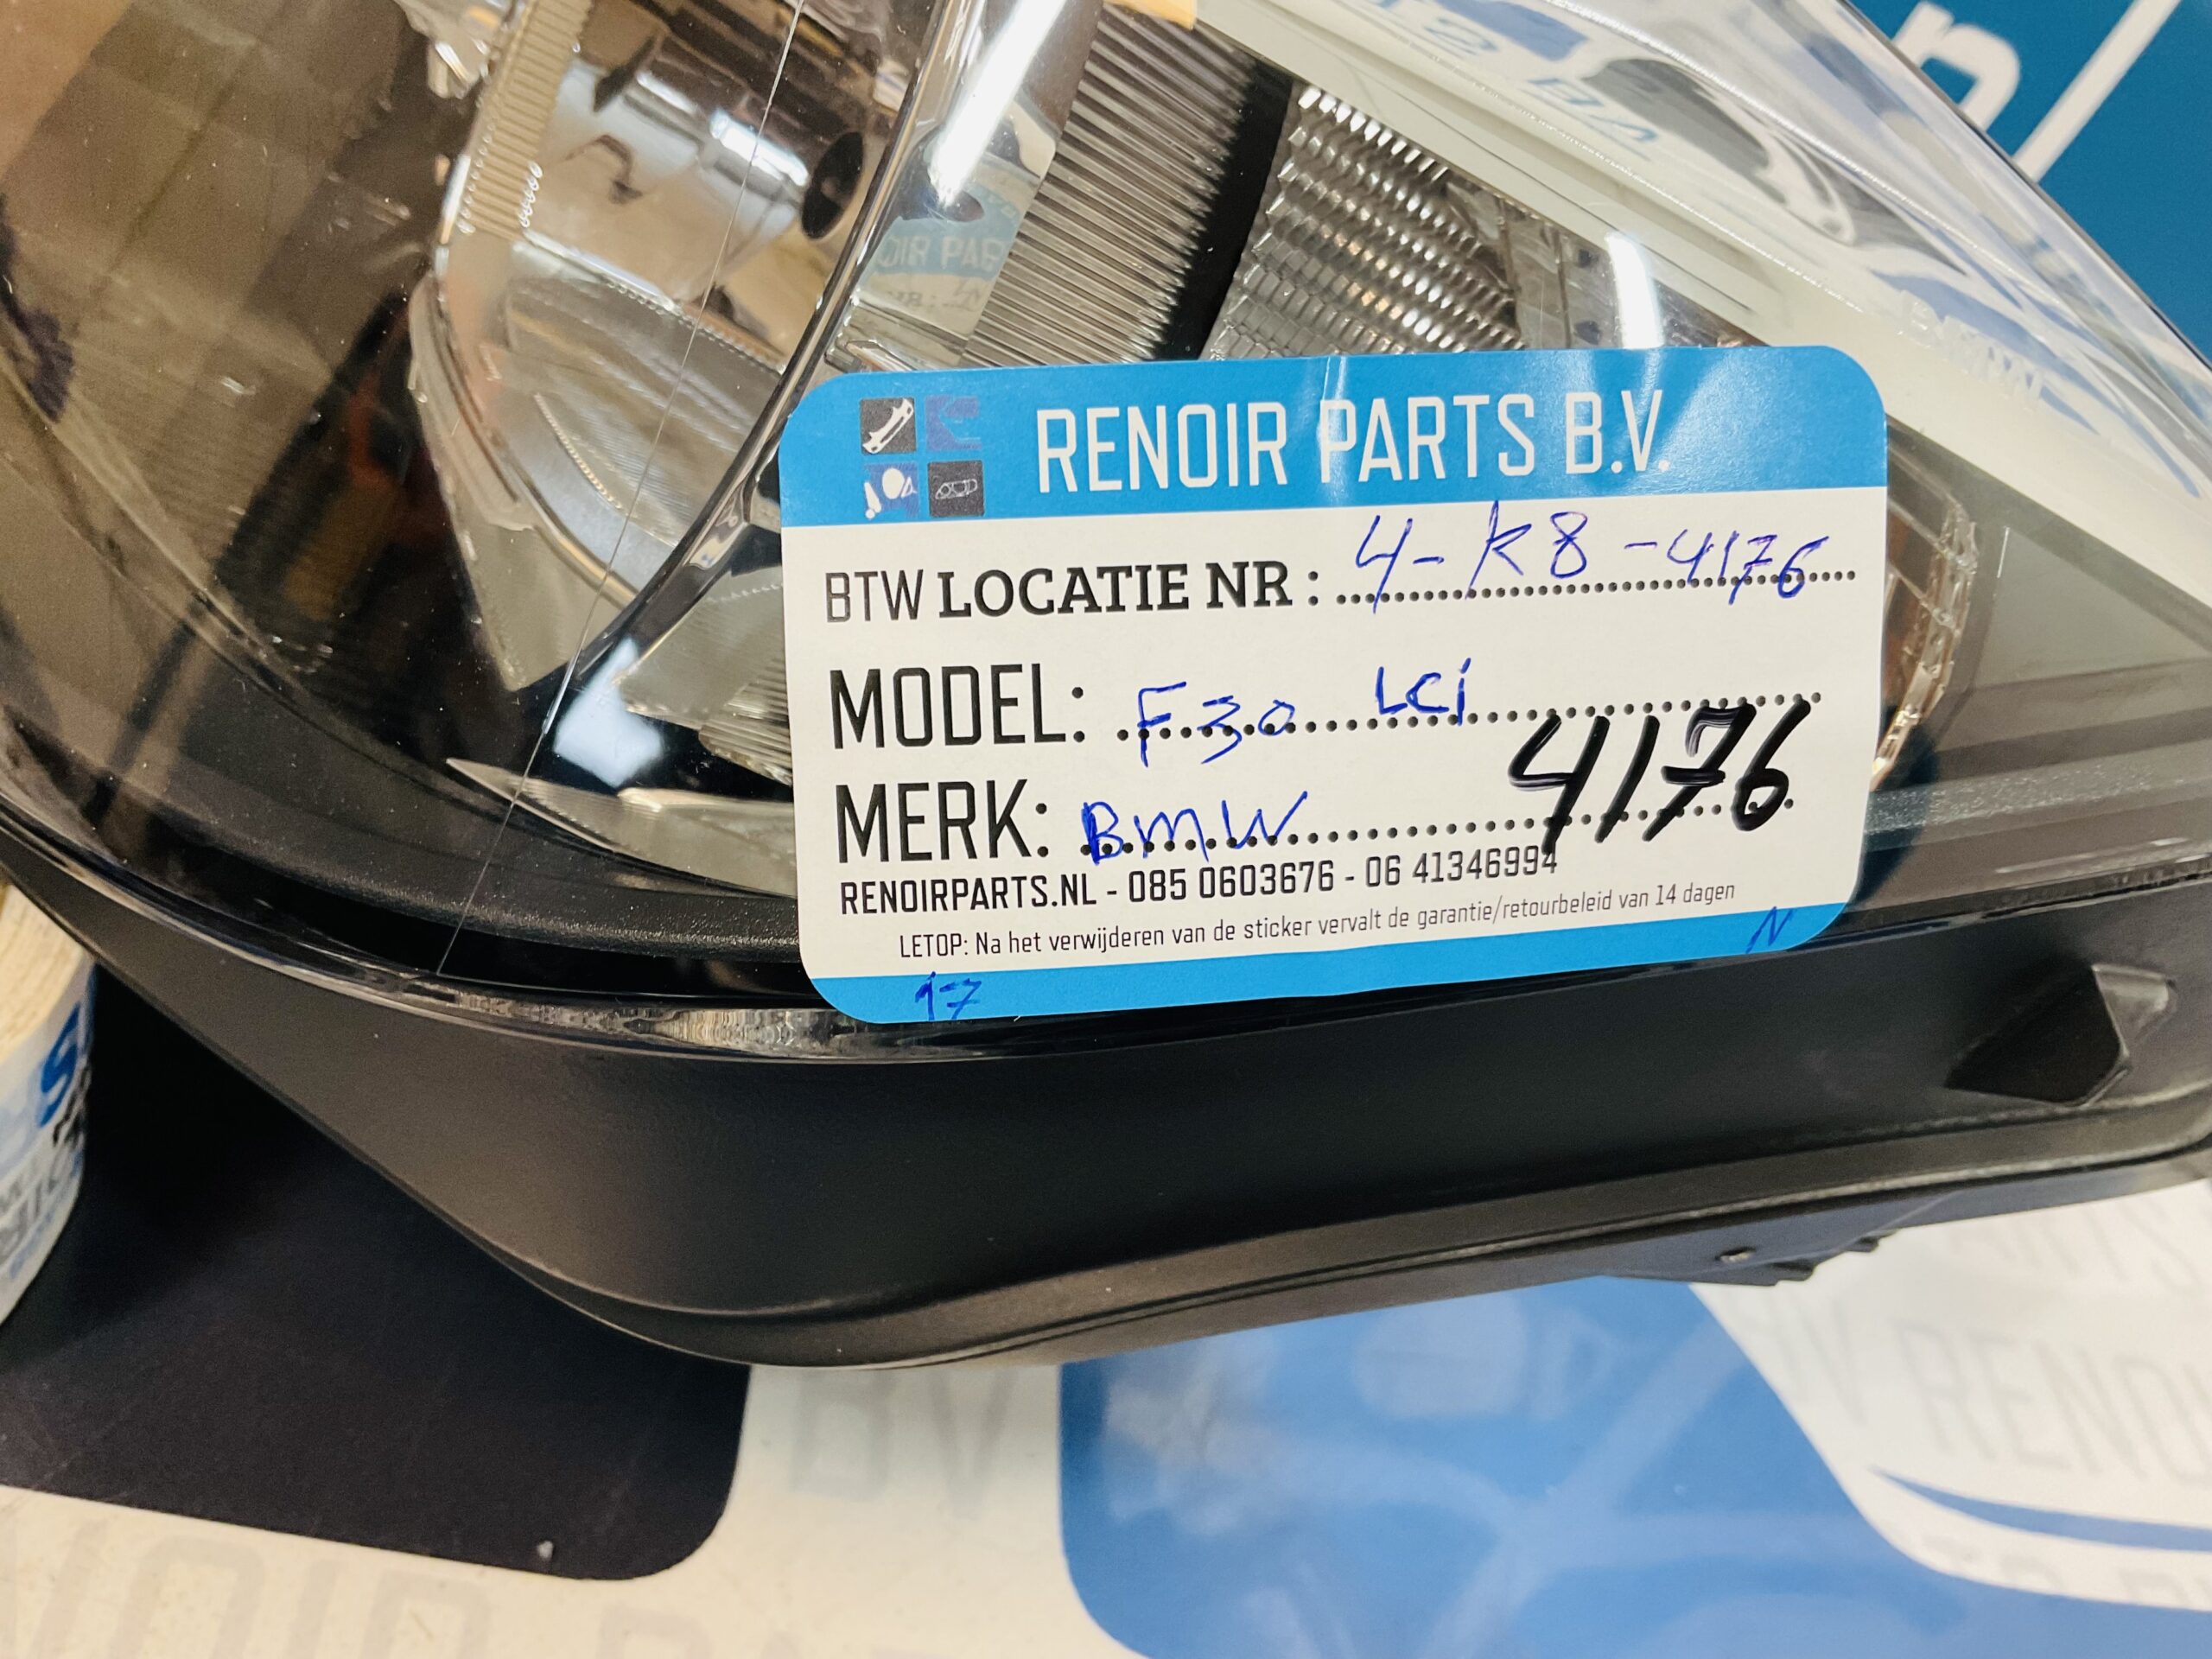 RENOIR PARTS B.V.
BTW LOCATIE NR : 4-K8-4176
MODEL: F30 LCi
4176
MERK: BMW
RENOIRPARTS.NL - 085 0603676 - 06 41346994
LETOP: Na het verwijderen van de sticker vervalt de garantie/retourbeleid van 14 dagen
N
17